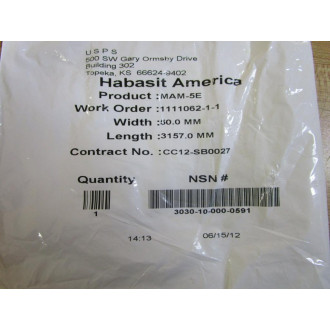 U S P S
500 SW Gary Ormsby Drive
Building 302
Topeka, KS 66624-9402
Habasit America
Product : MAM-5E
Work Order : 1111062-1-1
Width : 50.0 MM
Length : 3157.0 MM
Contract No. : CC12-SB0027
Quantity NSN #
1 3030-10-000-0591
14:13 06/15/12